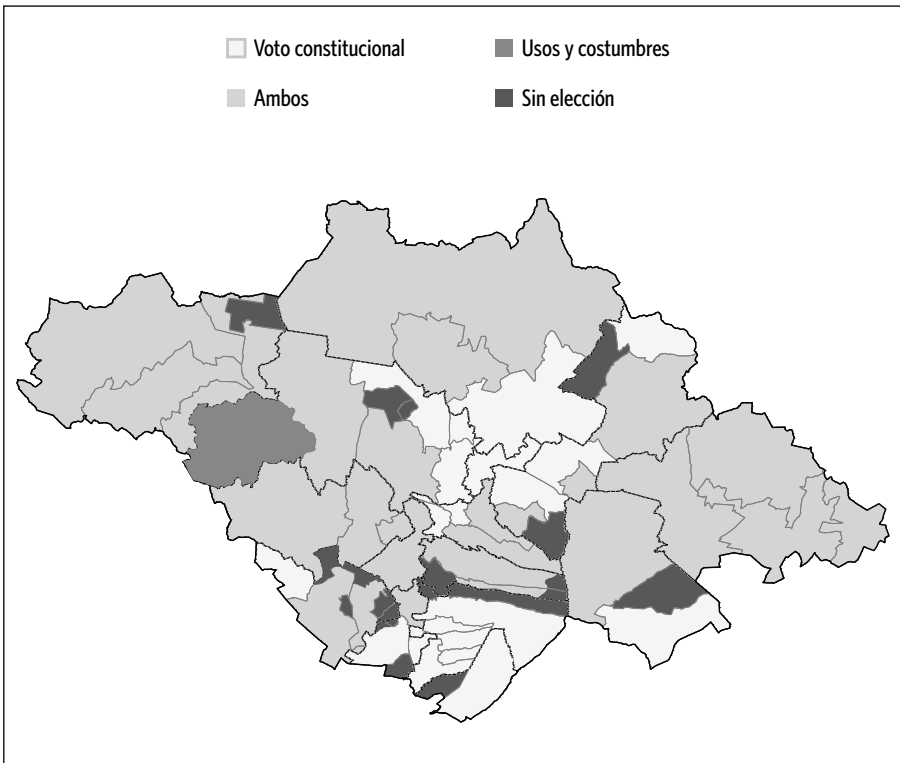 Voto constitucional
Usos y costumbres
Ambos
Sin elección